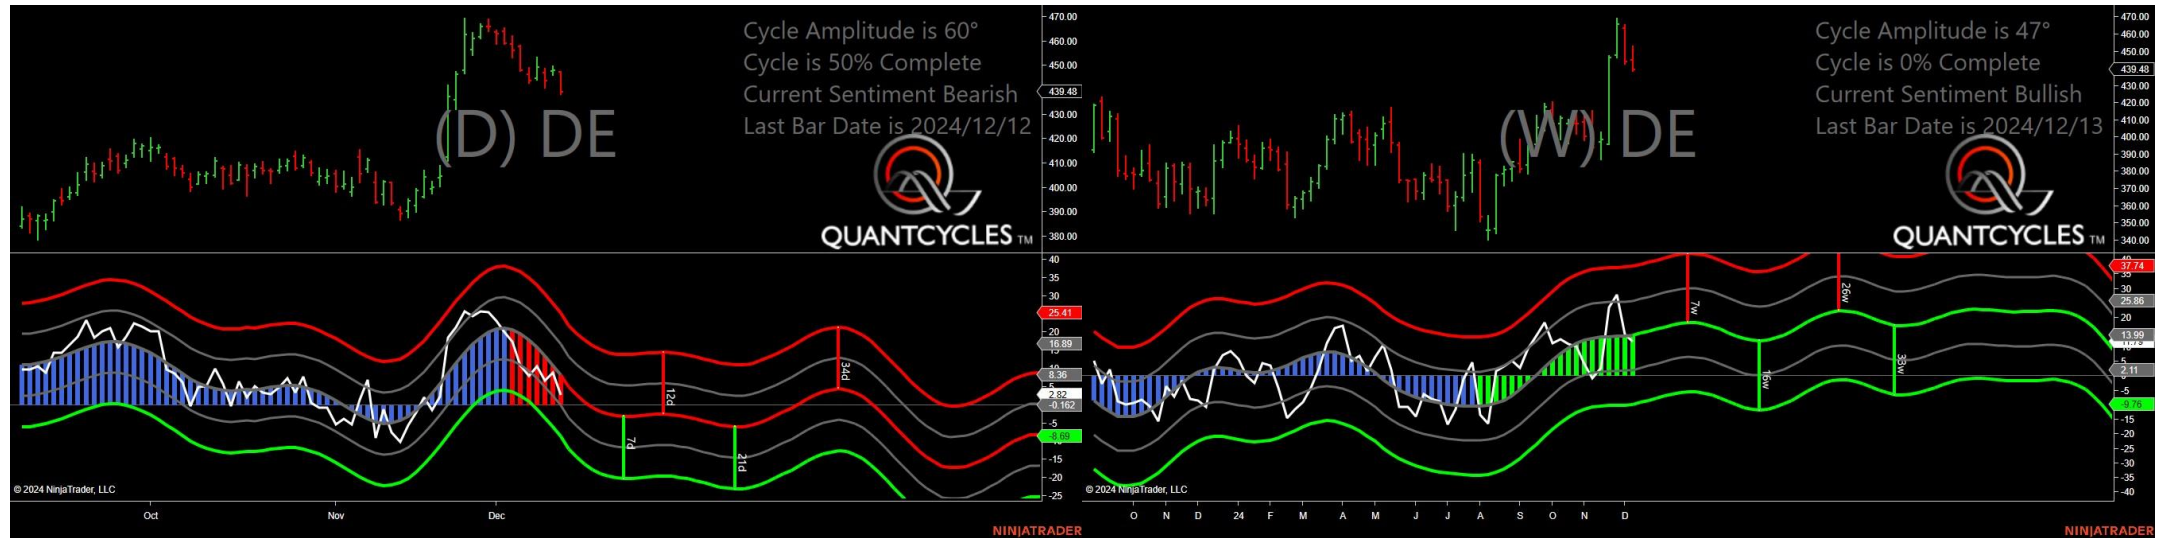 Cycle Amplitude is 60°
Cycle is 50% Complete
Current Sentiment Bearish
Last Bar Date is 2024/12/12
(D) DE
QUANTCYCLES TM
470.00
460.00
450.00
439.48
430.00
420.00
410.00
400.00
390.00
380.00
40
35
30
25.41
20
16.89
8.36
2.82
-0.162
-5
-8.69
-15
-20
-25
7d
12d
21d
34d
© 2024 NinjaTrader, LLC
Oct
Nov
Dec
NINJATRADER
Cycle Amplitude is 47°
Cycle is 0% Complete
Current Sentiment Bullish
Last Bar Date is 2024/12/13
(W) DE
QUANTCYCLES TM
470.00
460.00
450.00
439.48
430.00
420.00
410.00
400.00
390.00
380.00
370.00
360.00
350.00
340.00
37.74
35
30
25.86
20
13.99
2.11
-5
-9.76
-15
-20
-25
-30
-35
-40
7w
16w
26w
33w
© 2024 NinjaTrader, LLC
O
N
D
24
F
M
A
M
J
J
A
S
O
N
D
NINJATRADER